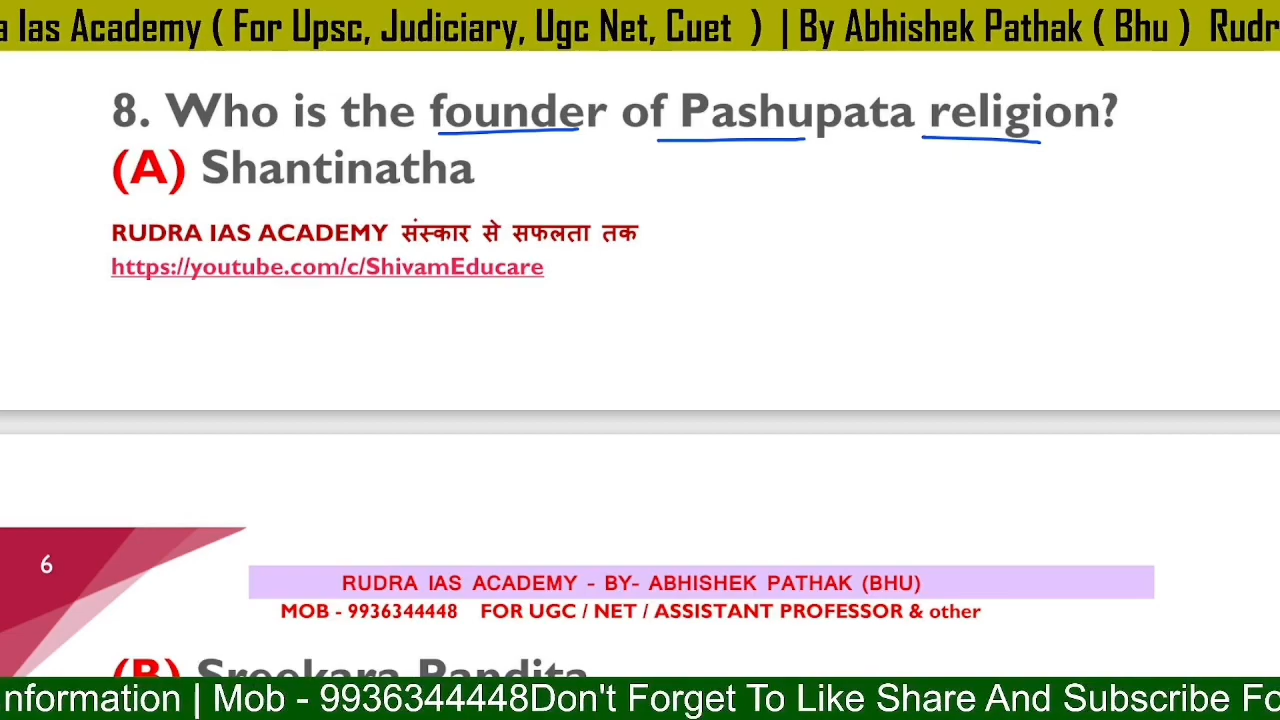 a Ias Academy ( For Upsc, Judiciary, Ugc Net, Cuet ) | By Abhishek Pathak ( Bhu ) Rudr
8. Who is the founder of Pashupata religion?
(A) Shantinatha
RUDRA IAS ACADEMY संस्कार से सफलता तक
https://youtube.com/c/ShivamEducare
6
RUDRA IAS ACADEMY - BY- ABHISHEK PATHAK (BHU)
MOB - 9936344448 FOR UGC / NET / ASSISTANT PROFESSOR & other
(B) Sreekara Pandita
nformation | Mob - 9936344448Don't Forget To Like Share And Subscribe Fo